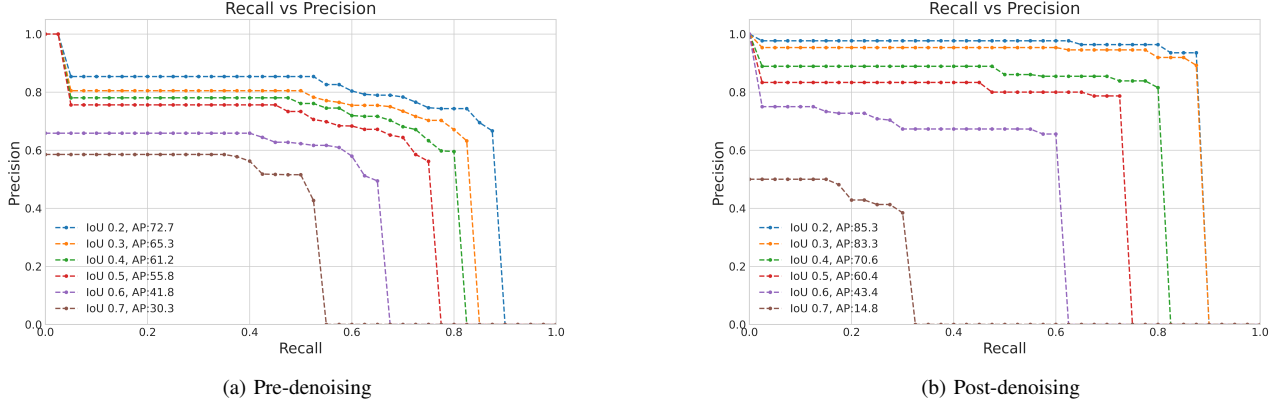 Recall vs Precision
1.0
0.8
0.6
0.4
0.2
0.0
Precision
IoU 0.2, AP:72.7
IoU 0.3, AP:65.3
IoU 0.4, AP:61.2
IoU 0.5, AP:55.8
IoU 0.6, AP:41.8
IoU 0.7, AP:30.3
0.0 0.2 0.4 0.6 0.8 1.0
Recall
(a) Pre-denoising
Recall vs Precision
1.0
0.8
0.6
0.4
0.2
0.0
Precision
IoU 0.2, AP:85.3
IoU 0.3, AP:83.3
IoU 0.4, AP:70.6
IoU 0.5, AP:60.4
IoU 0.6, AP:43.4
IoU 0.7, AP:14.8
0.0 0.2 0.4 0.6 0.8 1.0
Recall
(b) Post-denoising